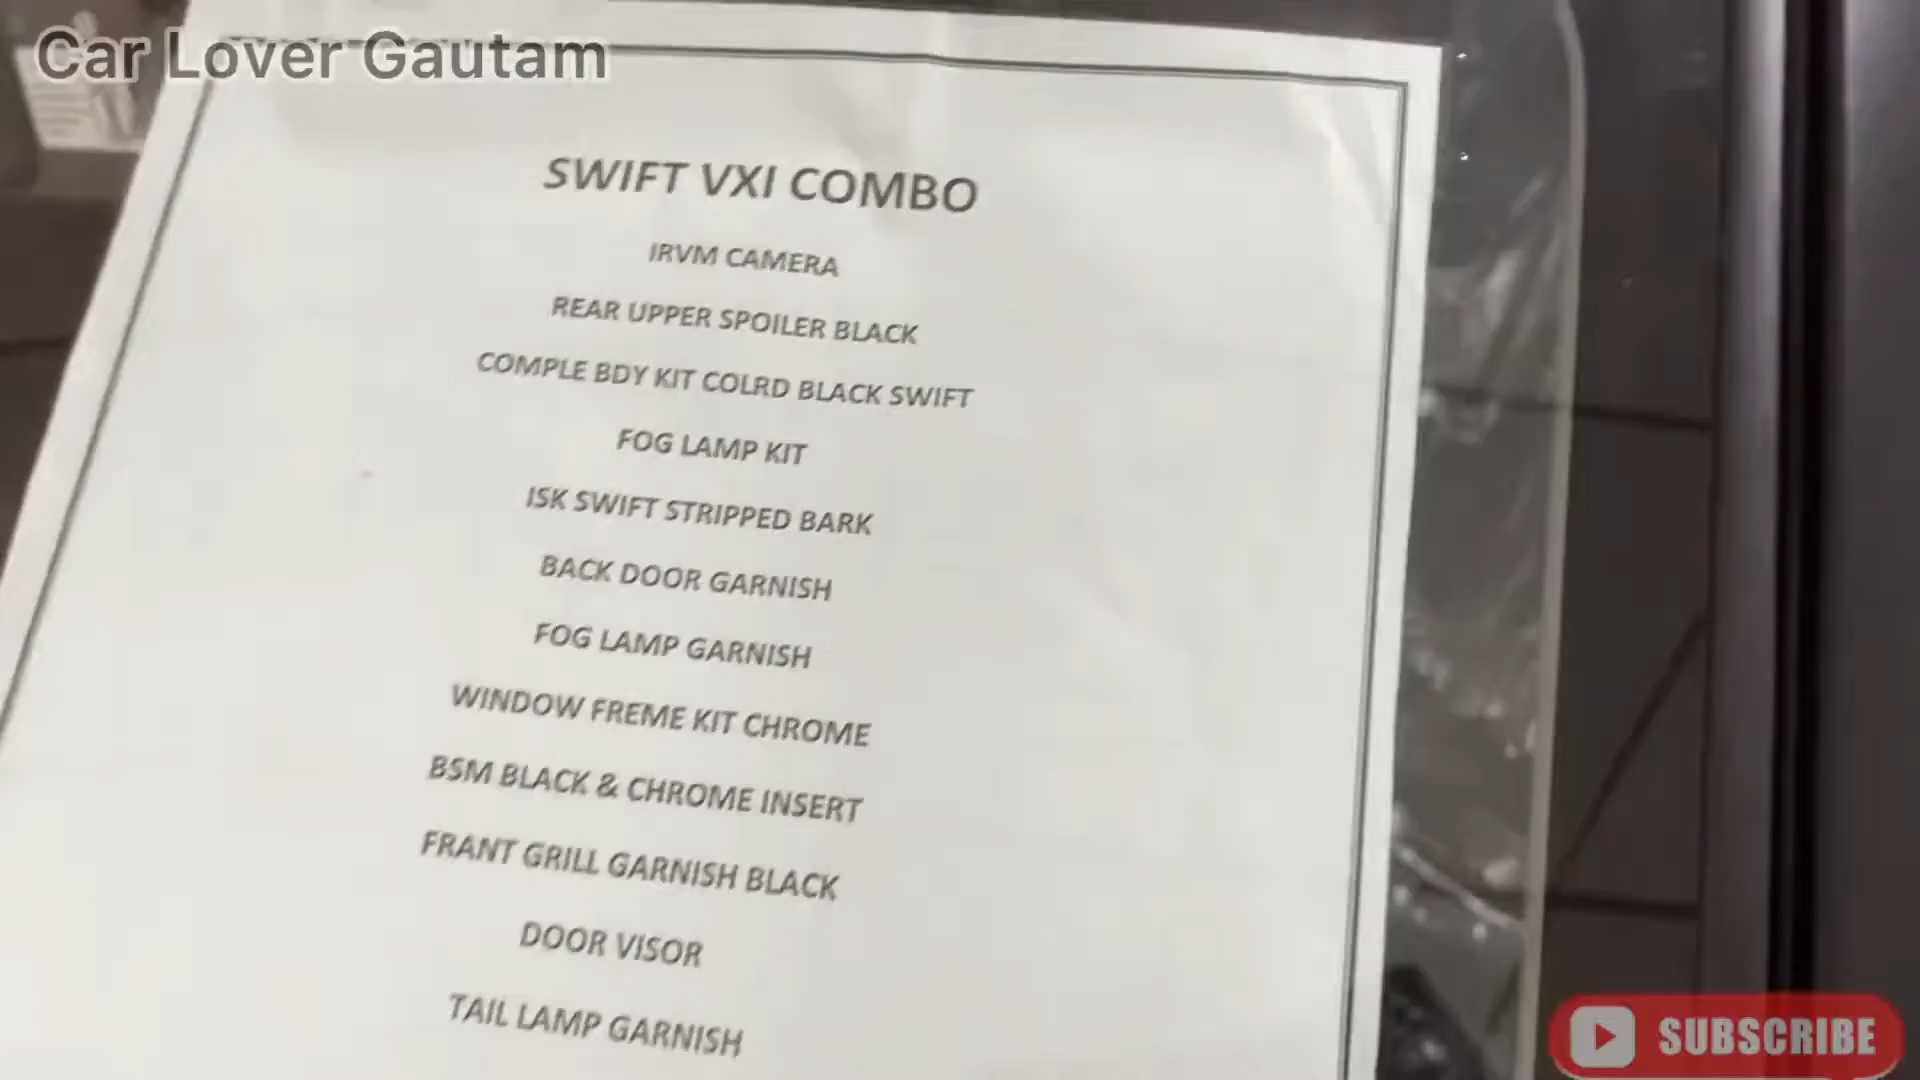 Car Lover Gautam
SWIFT VXI COMBO
IRVM CAMERA
REAR UPPER SPOILER BLACK
COMPLE BDY KIT COLRD BLACK SWIFT
FOG LAMP KIT
ISK SWIFT STRIPPED BARK
BACK DOOR GARNISH
FOG LAMP GARNISH
WINDOW FREME KIT CHROME
BSM BLACK & CHROME INSERT
FRANT GRILL GARNISH BLACK
DOOR VISOR
TAIL LAMP GARNISH
SUBSCRIBE